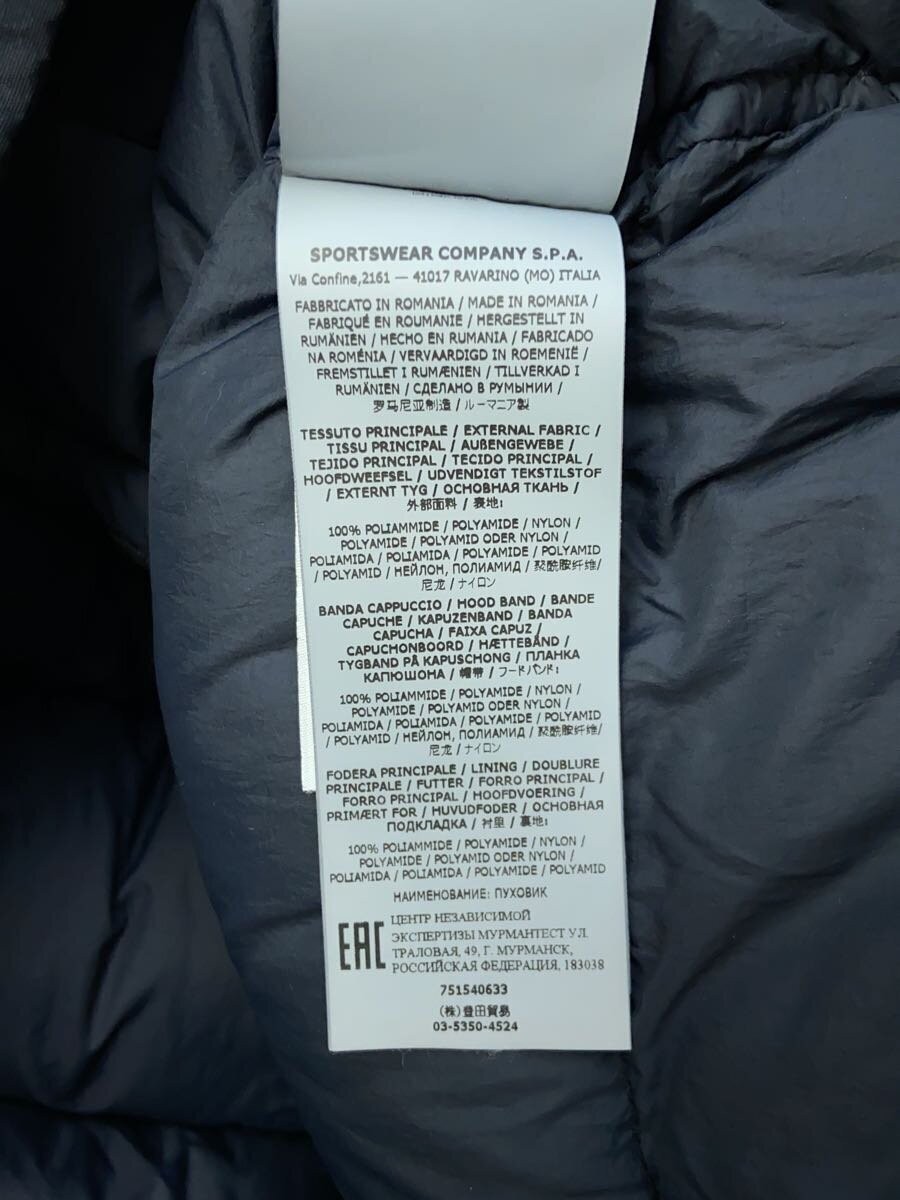 SPORTSWEAR COMPANY S.P.A.
Via Confine,2161 — 41017 RAVARINO (MO) ITALIA
FABBRICATO IN ROMANIA / MADE IN ROMANIA /
FABRIQUÉ EN ROUMANIE / HERGESTELLT IN
RUMÄNIEN / HECHO EN RUMANIA / FABRICADO
NA ROMÉNIA / VERVAARDIGD IN ROEMENIË /
FREMSTILLET I RUMÆNIEN / TILLVERKAD I
RUMÄNIEN / СДЕЛАНО В РУМЫНИИ /
罗马尼亚制造 / ルーマニア製
TESSUTO PRINCIPALE / EXTERNAL FABRIC /
TISSU PRINCIPAL / AUßENGEWEBE /
TEJIDO PRINCIPAL / TECIDO PRINCIPAL /
HOOFDWEEFSEL / UDVENDIGT TEKSTILSTOF
/ EXTERNT TYG / ОСНОВНАЯ ТКАНЬ /
外部面料 / 表地:
100% POLIAMMIDE / POLYAMIDE / NYLON /
POLYAMIDE / POLYAMID ODER NYLON /
POLIAMIDA / POLIAMIDA / POLYAMIDE / POLYAMID
/ POLYAMID / НЕЙЛОН, ПОЛИАМИД / 聚酰胺纤维/
尼龙 / ナイロン
BANDA CAPPUCCIO / HOOD BAND / BANDE
CAPUCHE / KAPUZENBAND / BANDA
CAPUCHA / FAIXA CAPUZ /
CAPUCHONBOORD / HÆTTEBÅND /
TYGBAND PÅ KAPUSCHONG / ПЛАНКА
КАПЮШОНА / 帽带 / フードバンド:
100% POLIAMMIDE / POLYAMIDE / NYLON /
POLYAMIDE / POLYAMID ODER NYLON /
POLIAMIDA / POLIAMIDA / POLYAMIDE / POLYAMID
/ POLYAMID / НЕЙЛОН, ПОЛИАМИД / 聚酰胺纤维/
尼龙 / ナイロン
FODERA PRINCIPALE / LINING / DOUBLURE
PRINCIPALE / FUTTER / FORRO PRINCIPAL /
FORRO PRINCIPAL / HOOFDVOERING /
PRIMÆRT FOR / HUVUDFODER / ОСНОВНАЯ
ПОДКЛАДКА / 衬里 / 裏地:
100% POLIAMMIDE / POLYAMIDE / NYLON /
POLYAMIDE / POLYAMID ODER NYLON /
POLIAMIDA / POLIAMIDA / POLYAMIDE / POLYAMID
НАИМЕНОВАНИЕ: ПУХОВИК
EAC
ЦЕНТР НЕЗАВИСИМОЙ
ЭКСПЕРТИЗЫ МУРМАНТЕСТ УЛ.
ТРАЛОВАЯ, 49, Г. МУРМАНСК,
РОССИЙСКАЯ ФЕДЕРАЦИЯ, 183038
751540633
(株)豊田貿易
03-5350-4524